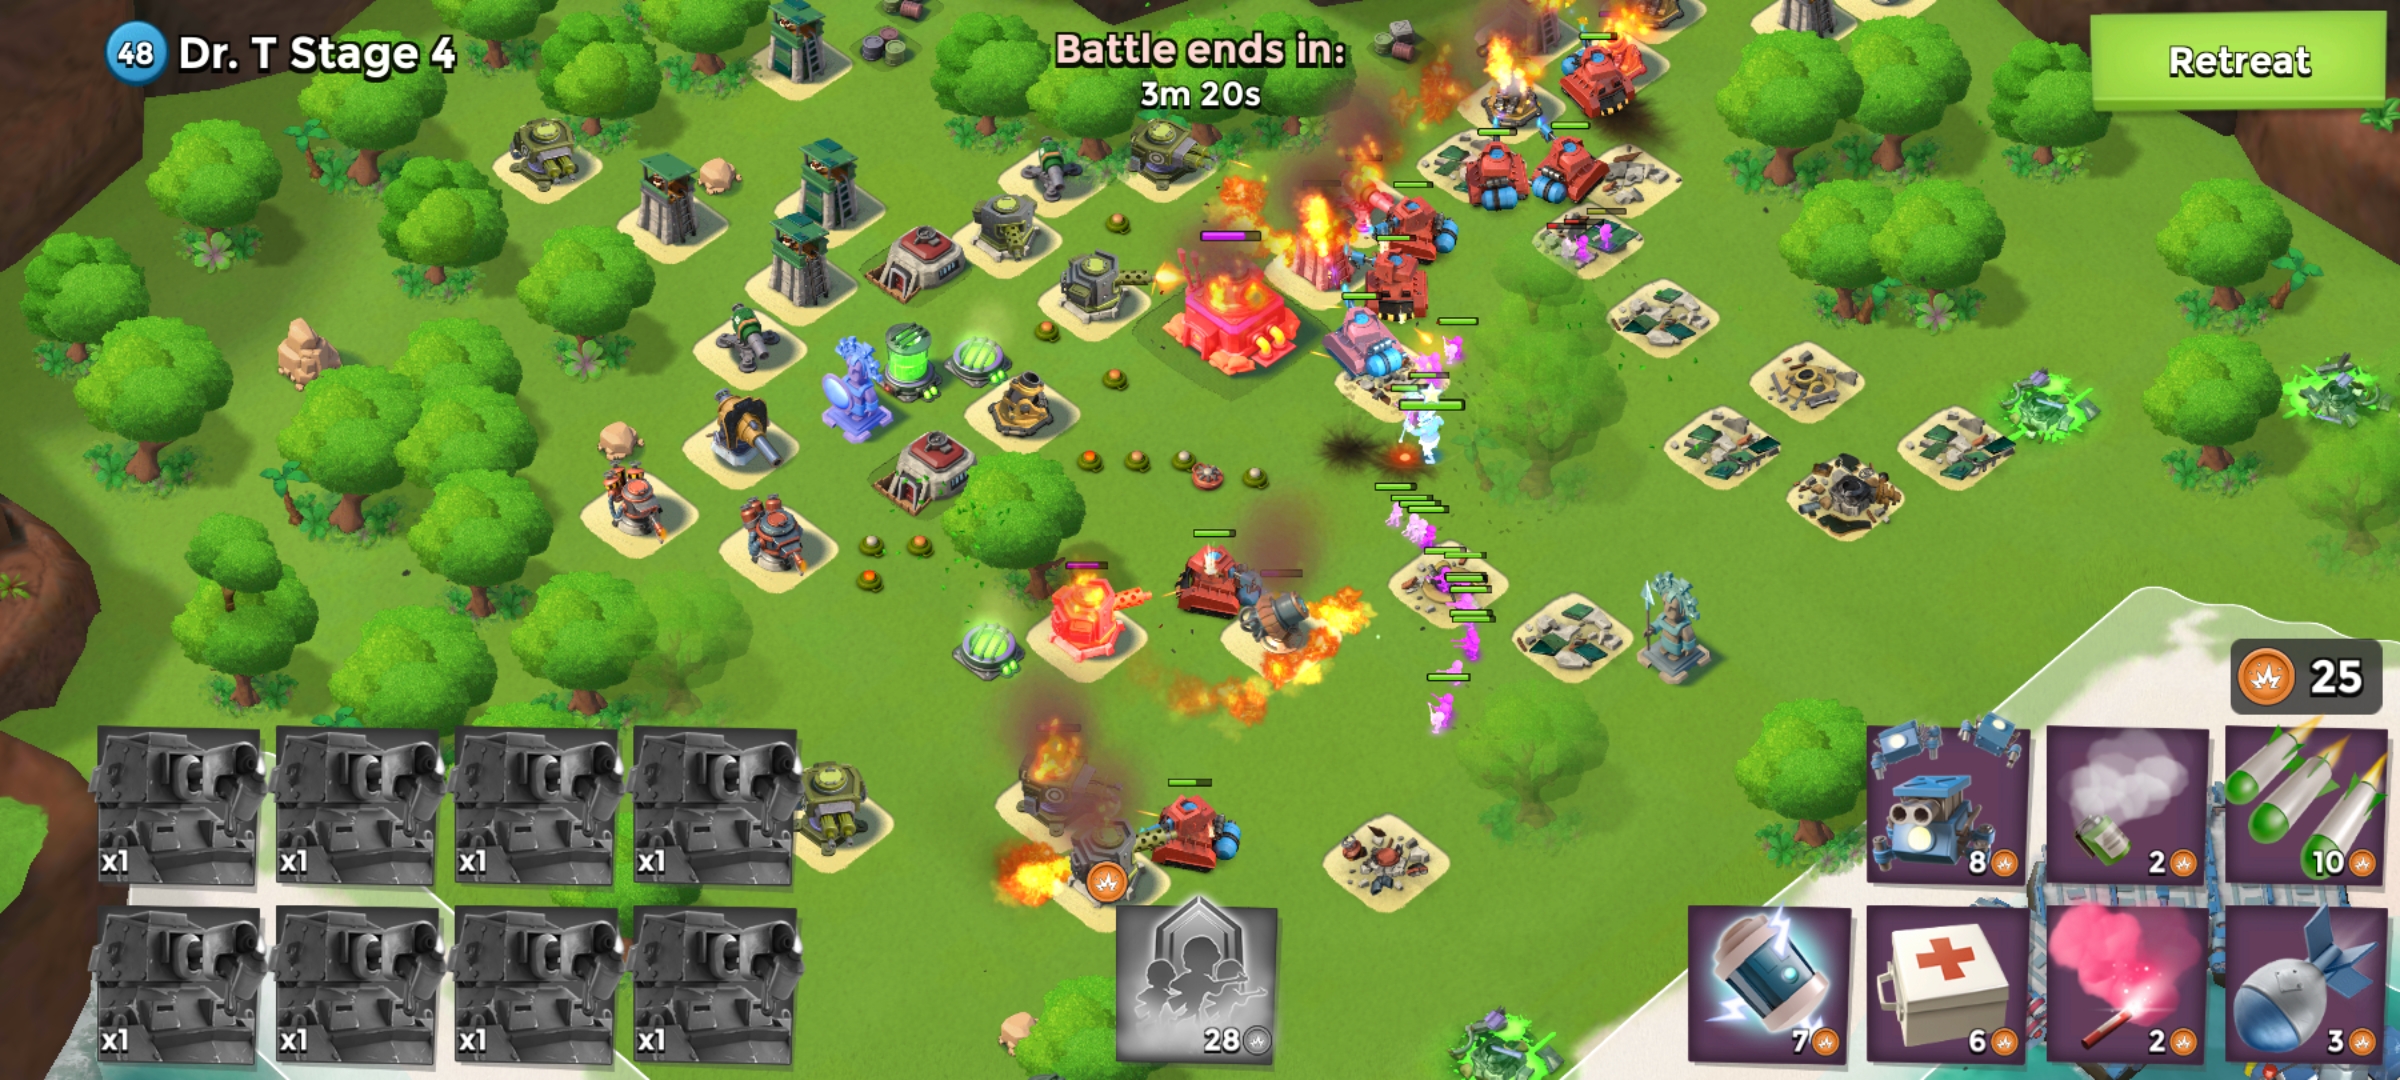 48 Dr. T Stage 4
Battle ends in:
3m 20s
Retreat
25
x1 x1 x1 x1
8 2 10
x1 x1 x1 x1
28
7 6 2 3